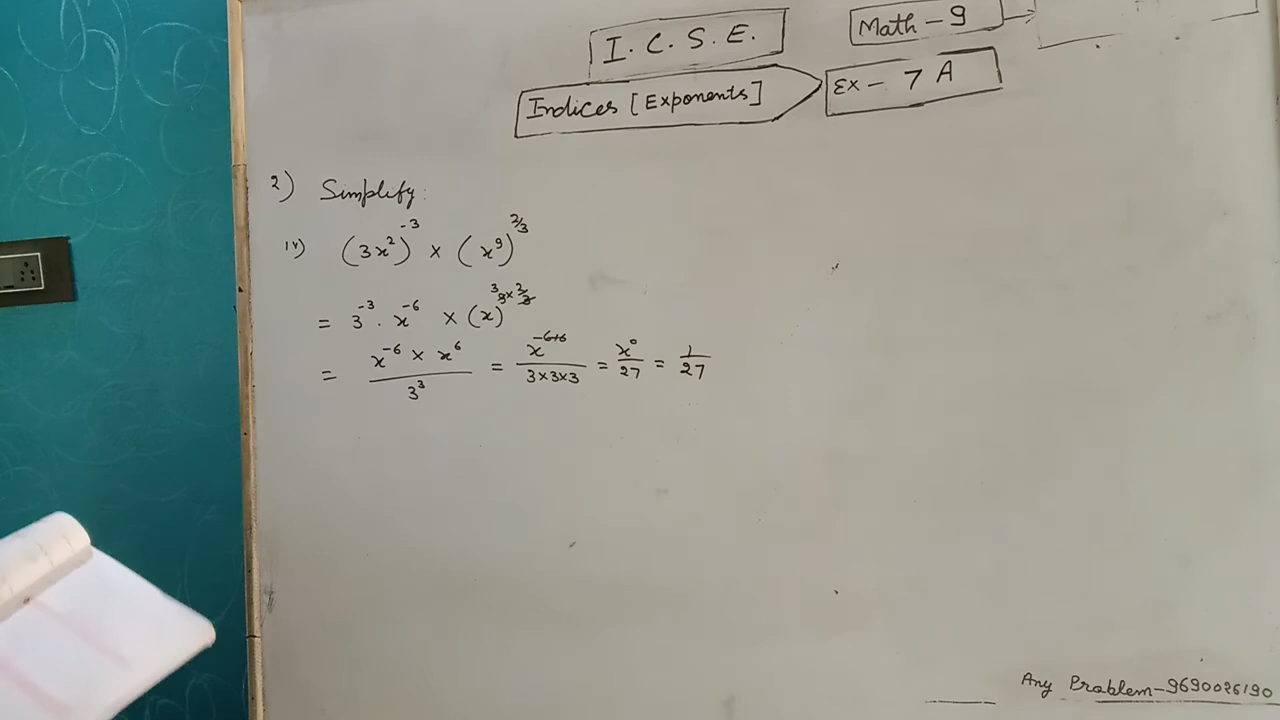 I. C. S. E.
Math - 9
Indices [Exponents]
Ex - 7 A
2) Simplify:
iv) (3x²)⁻³ × (x⁹)^(2/3)
= 3⁻³ . x⁻⁶ × (x)^(9×2/3) 3
= (x⁻⁶ × x⁶)/3³ = x⁻⁶⁺⁶/(3×3×3) = x⁰/27 = 1/27
Any Problem-9690026190